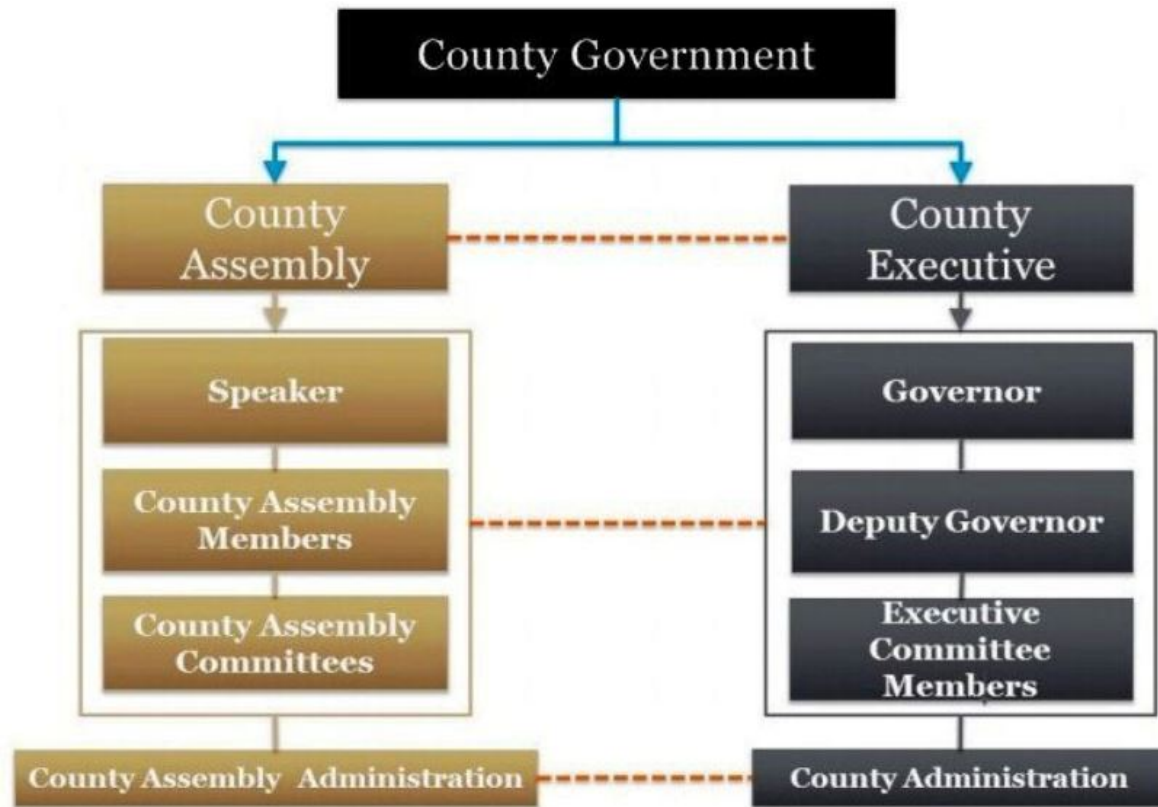 County Government
County
Assembly
County
Executive
Speaker
Governor
County Assembly
Members
Deputy Governor
County Assembly
Committees
Executive
Committee
Members
County Assembly Administration
County Administration